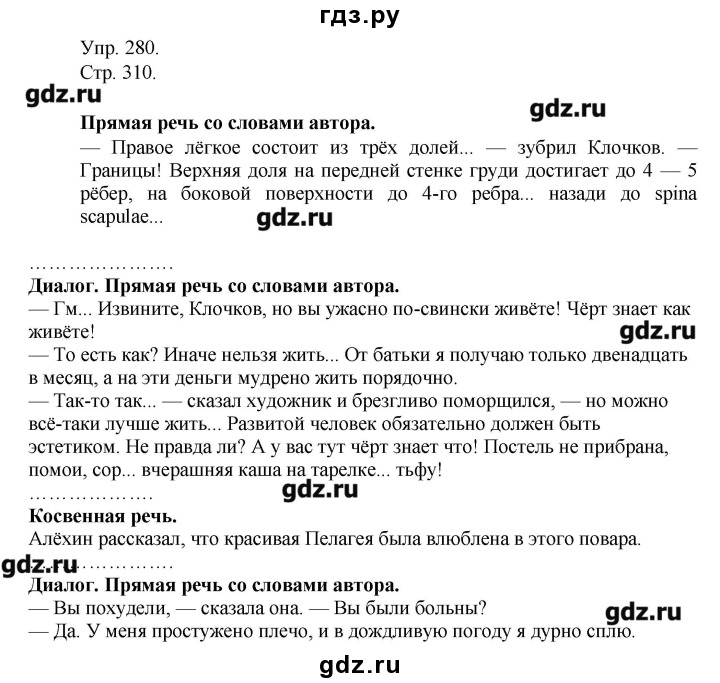 гдз.ру
Упр. 280.
Стр. 310.
gdz.ru
gdz.ru
Прямая речь со словами автора.
— Правое лёгкое состоит из трёх долей... — зубрил Клочков. —
Границы! Верхняя доля на передней стенке груди достигает до 4 — 5
рёбер, на боковой поверхности до 4-го ребра... назади до spina
scapulae...
gdz.ru
………………….
Диалог. Прямая речь со словами автора.
— Гм... Извините, Клочков, но вы ужасно по-свински живёте! Чёрт знает как
живёте!
gdz.ru
— То есть как? Иначе нельзя жить... От батьки я получаю только двенадцать
в месяц, а на эти деньги мудрено жить порядочно.
— Так-то так... — сказал художник и брезгливо поморщился, — но можно
всё-таки лучше жить... Развитой человек обязательно должен быть
эстетиком. Не правда ли? А у вас тут чёрт знает что! Постель не прибрана,
помои, сор... вчерашняя каша на тарелке... тьфу!
gdz.ru
……………….
Косвенная речь.
Алёхин рассказал, что красивая Пелагея была влюблена в этого повара.
gdz.ru
………………….
Диалог. Прямая речь со словами автора.
— Вы похудели, — сказала она. — Вы были больны?
gdz.ru
— Да. У меня простужено плечо, и в дождливую погоду я дурно сплю.
gdz.ru